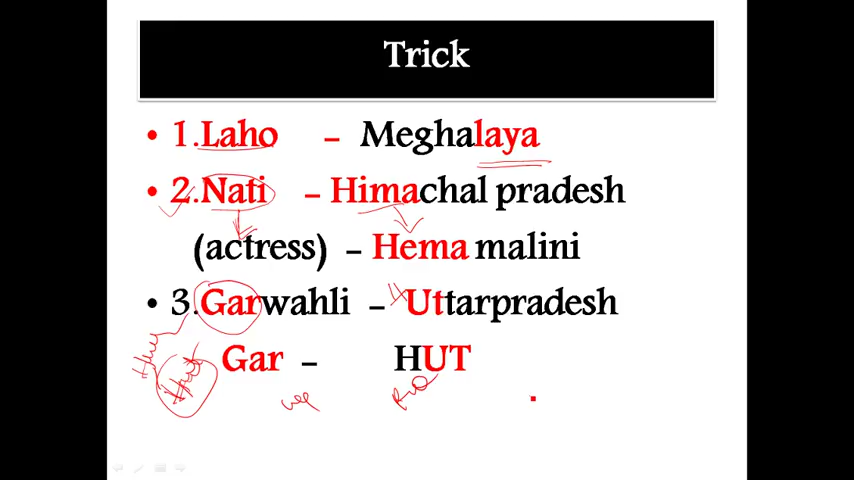 Trick
• 1.Laho – Meghalaya
• 2.Nati – Himachal pradesh
(actress) – Hema malini
• 3.Garwahli – Uttarpradesh
Gar – HUT